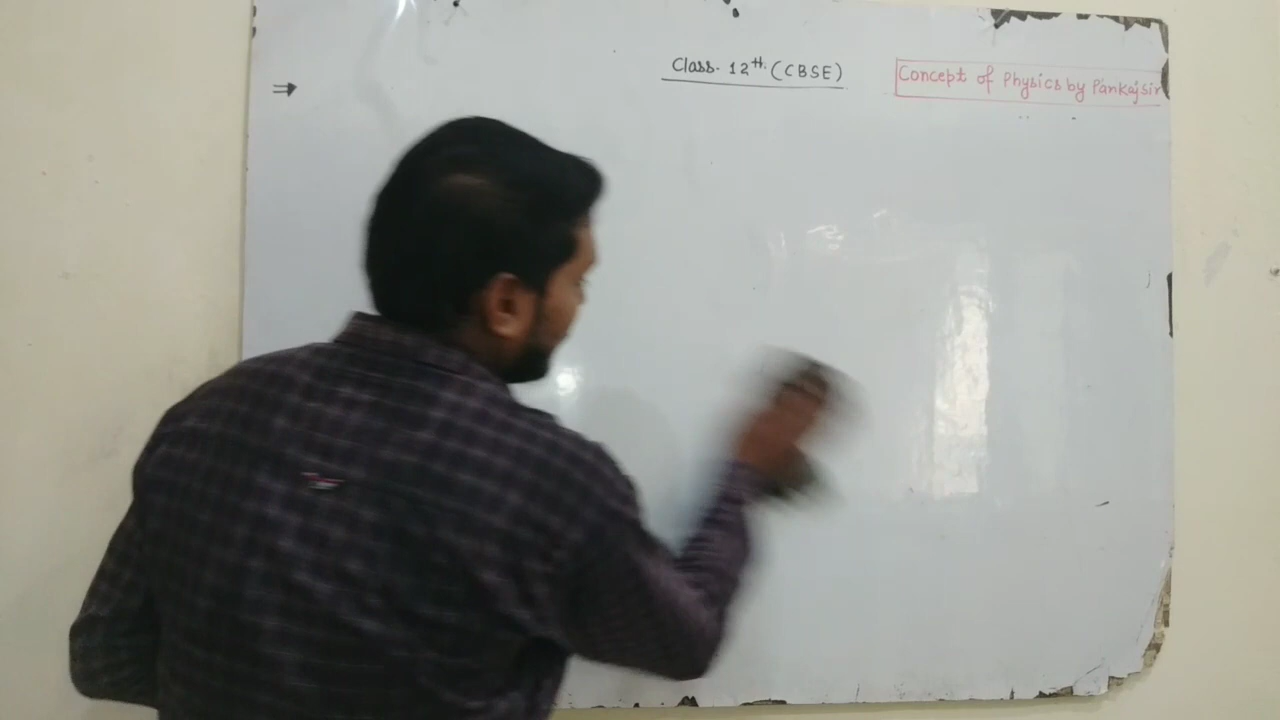 Class- 12th. (CBSE)
Concept of Physics by Pankaj sir
⇒